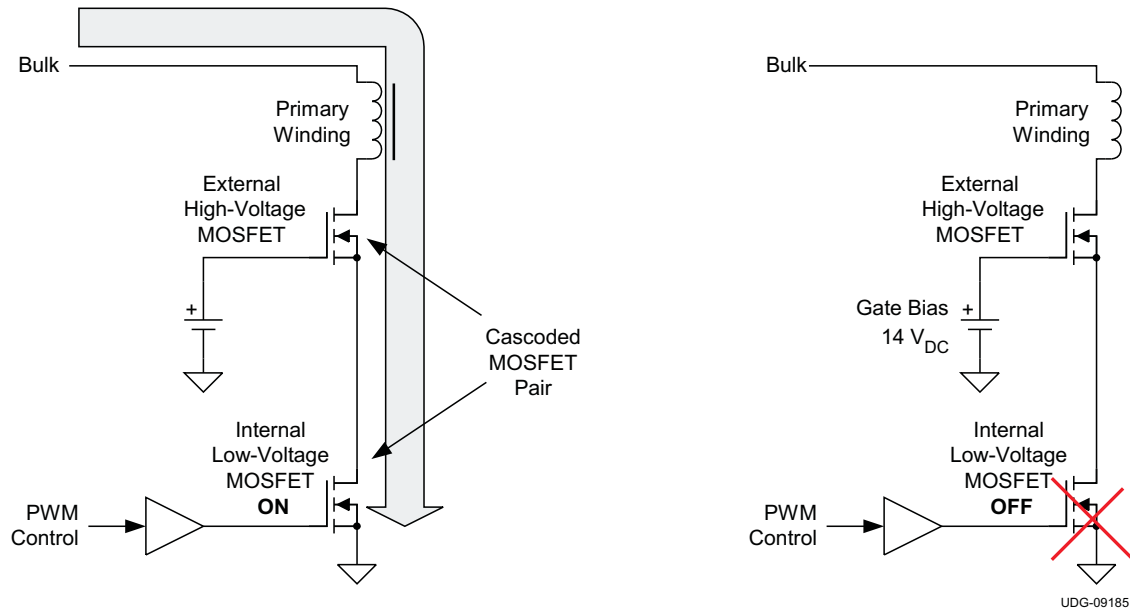 Bulk
Primary
Winding
External
High-Voltage
MOSFET
+
Cascoded
MOSFET
Pair
Internal
Low-Voltage
MOSFET
ON
PWM
Control
Bulk
Primary
Winding
External
High-Voltage
MOSFET
Gate Bias
14 VDC
+
Internal
Low-Voltage
MOSFET
OFF
PWM
Control
UDG-09185